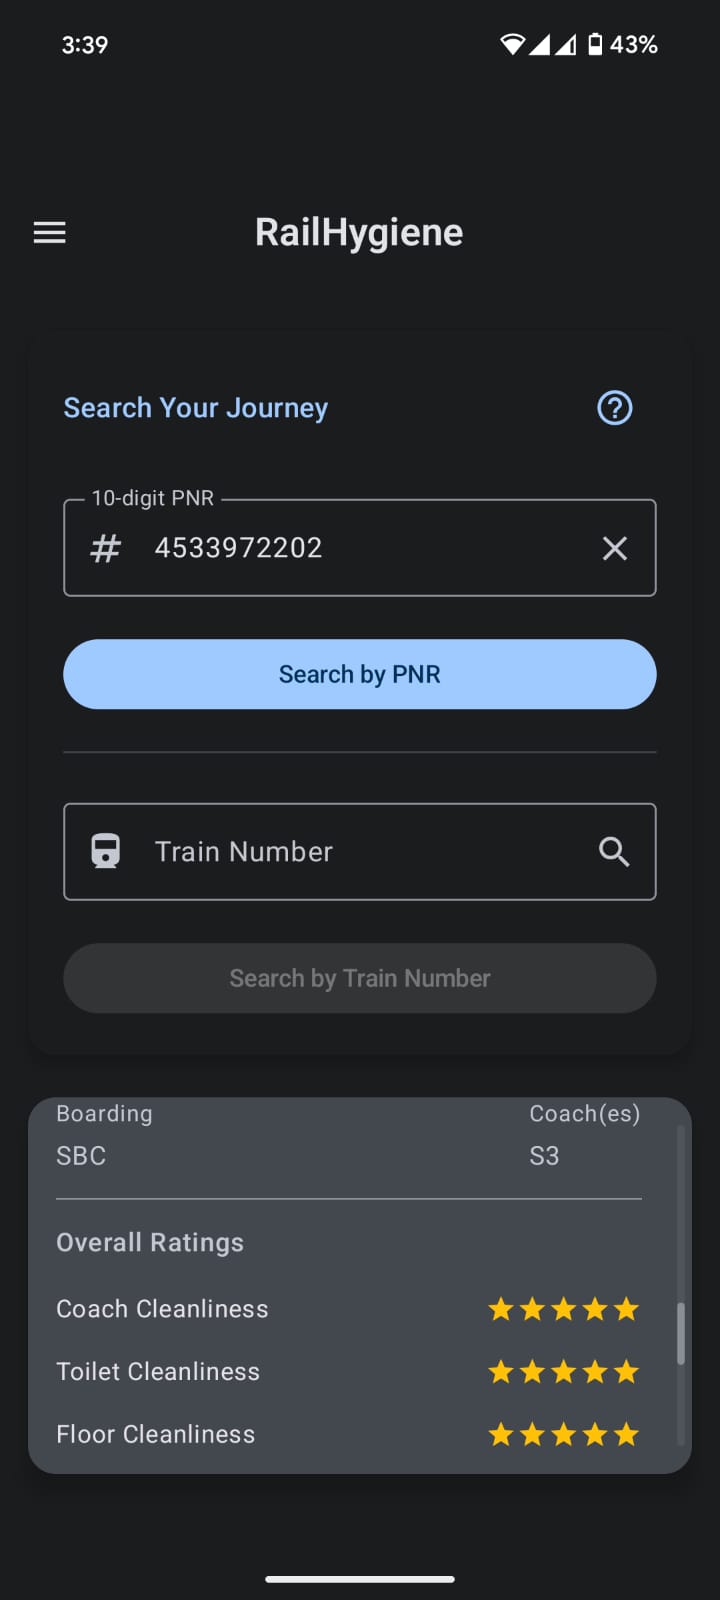 3:39
43%
RailHygiene
Search Your Journey
10-digit PNR
# 4533972202
Search by PNR
Train Number
Search by Train Number
Boarding Coach(es)
SBC S3
Overall Ratings
Coach Cleanliness
Toilet Cleanliness
Floor Cleanliness